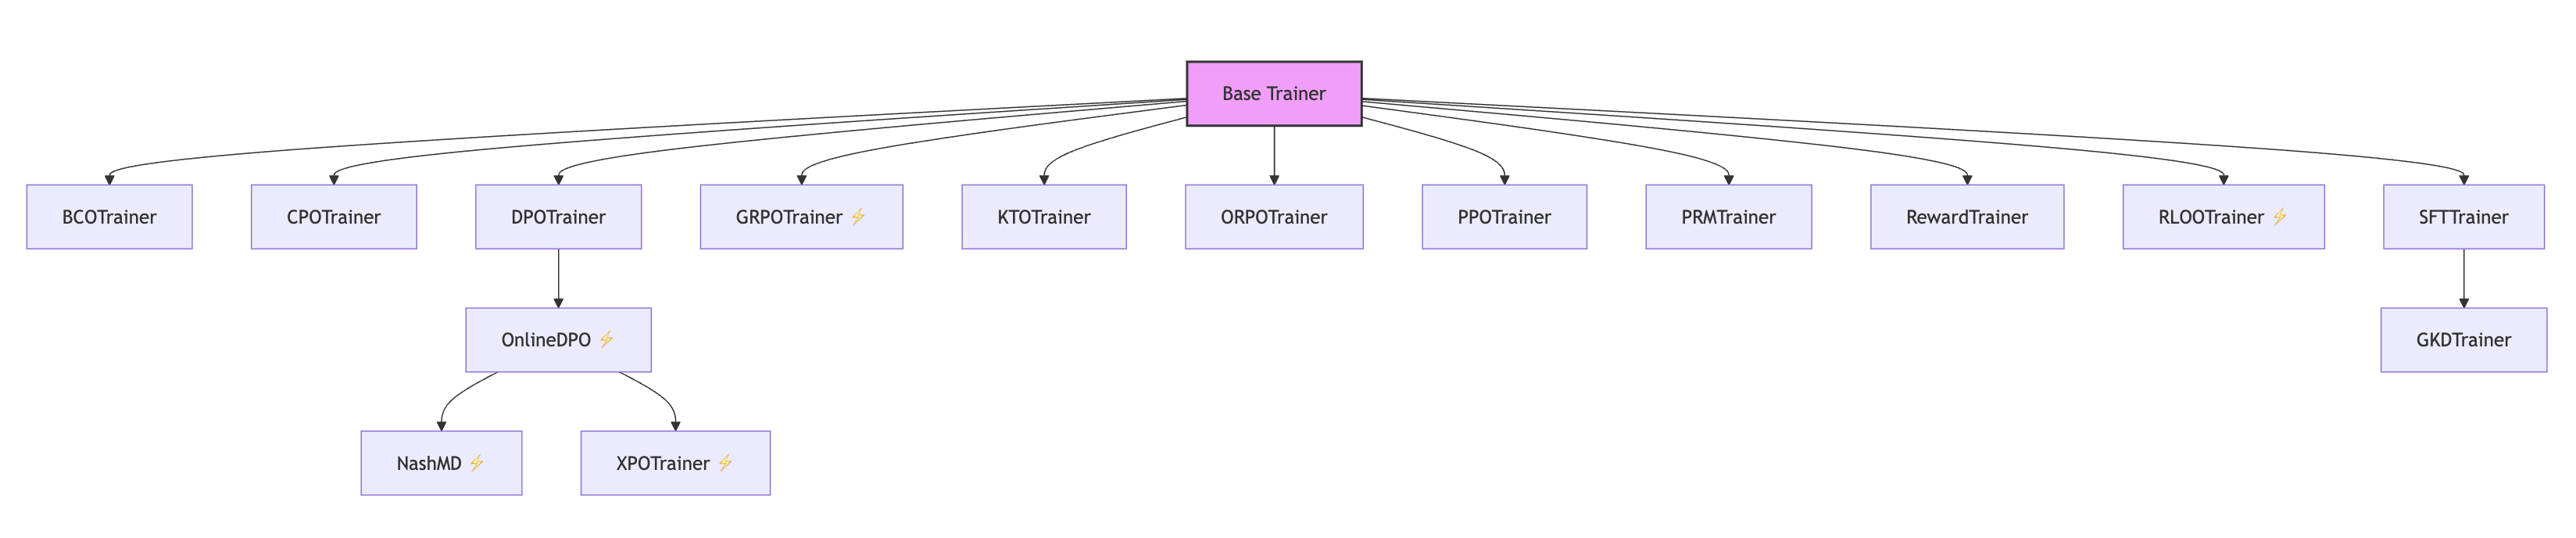 Base Trainer
BCOTrainer
CPOTrainer
DPOTrainer
GRPOTrainer ⚡
KTOTrainer
ORPOTrainer
PPOTrainer
PRMTrainer
RewardTrainer
RLOOTrainer ⚡
SFTTrainer
OnlineDPO ⚡
GKDTrainer
NashMD ⚡
XPOTrainer ⚡